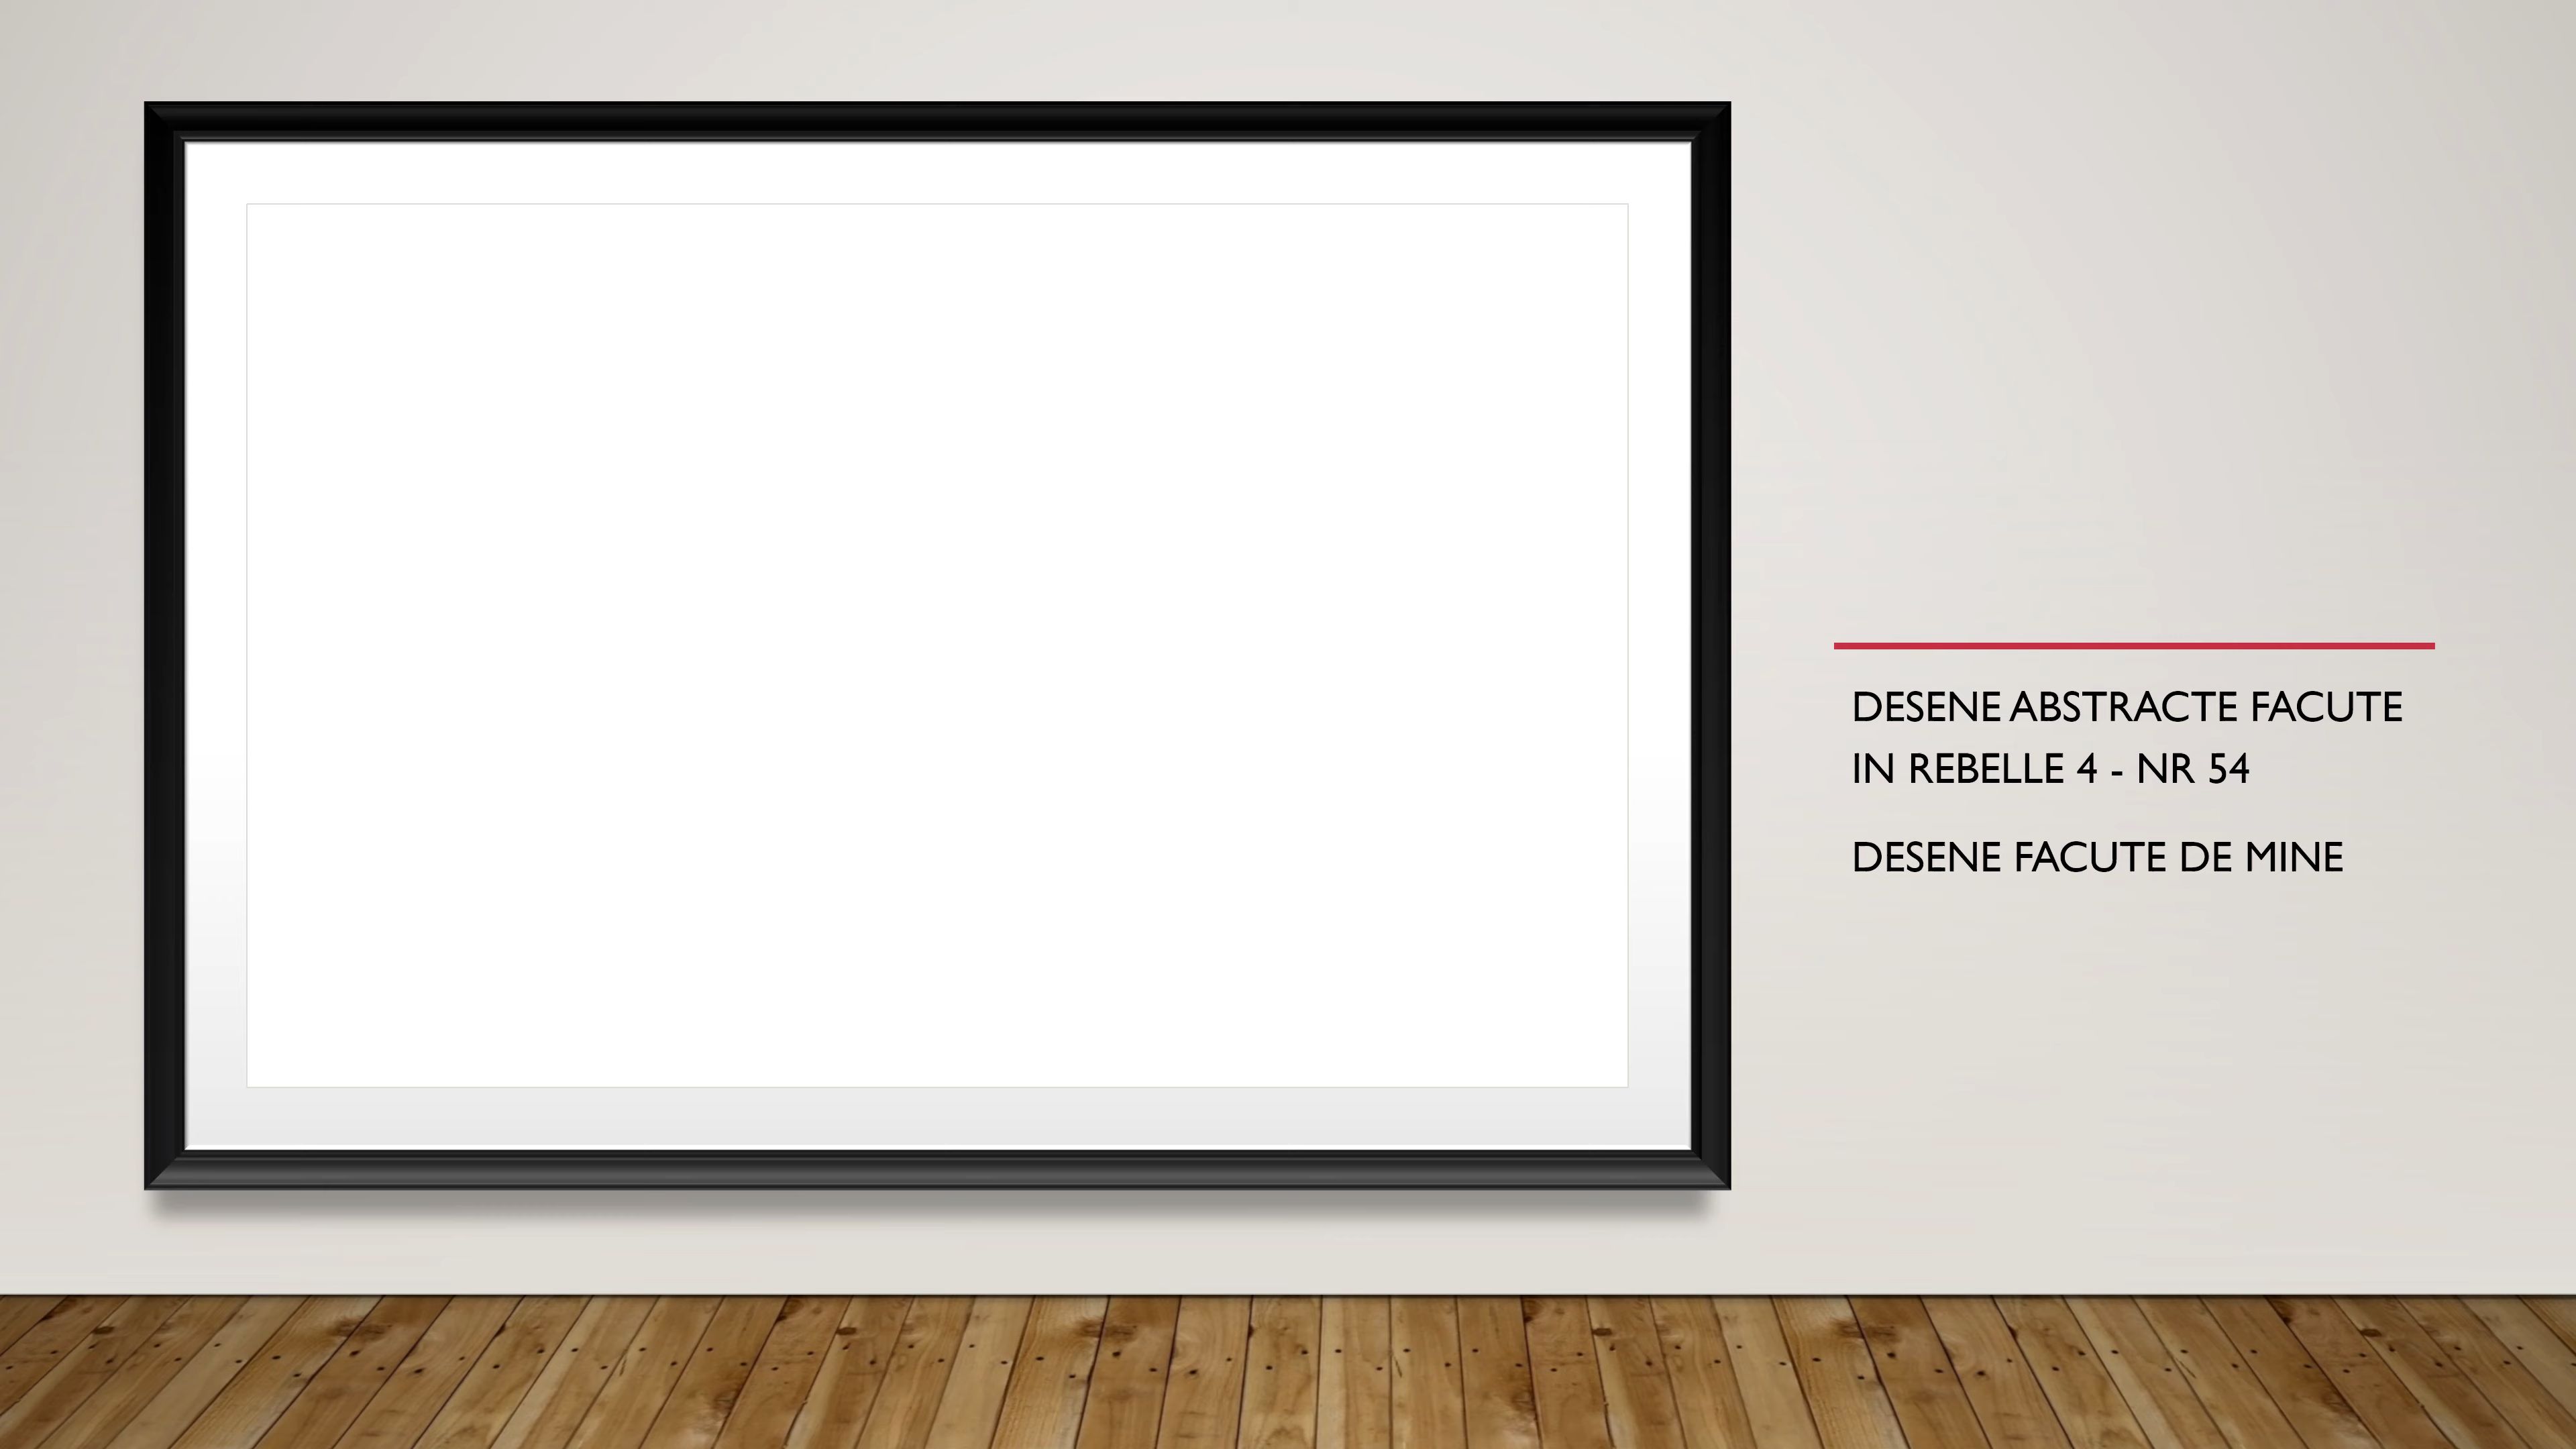 DESENE ABSTRACTE FACUTE
IN REBELLE 4 - NR 54
DESENE FACUTE DE MINE